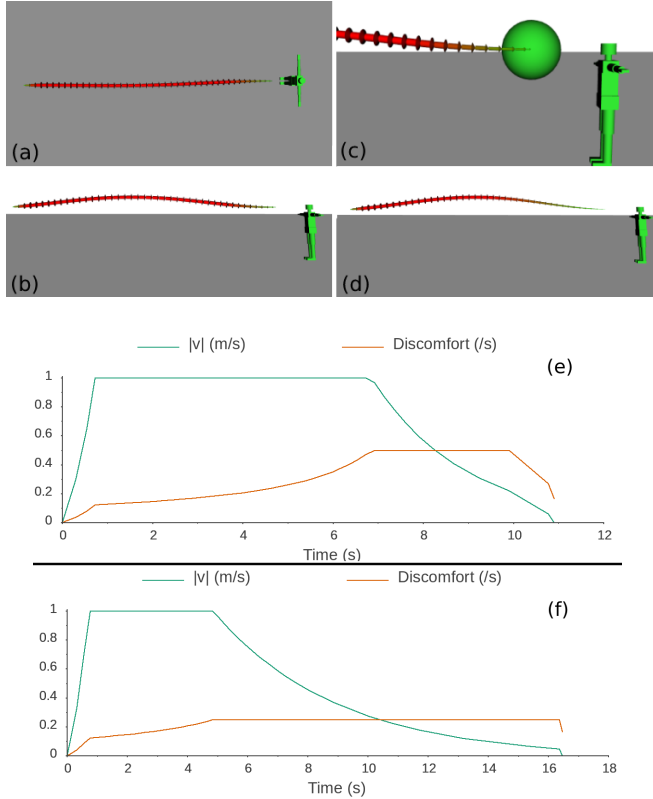 (a)
(c)
(b)
(d)
|v| (m/s) Discomfort (/s)
(e)
1
0.8
0.6
0.4
0.2
0
0 2 4 6 8 10 12
Time (s)
|v| (m/s) Discomfort (/s)
(f)
1
0.8
0.6
0.4
0.2
0
0 2 4 6 8 10 12 14 16 18
Time (s)